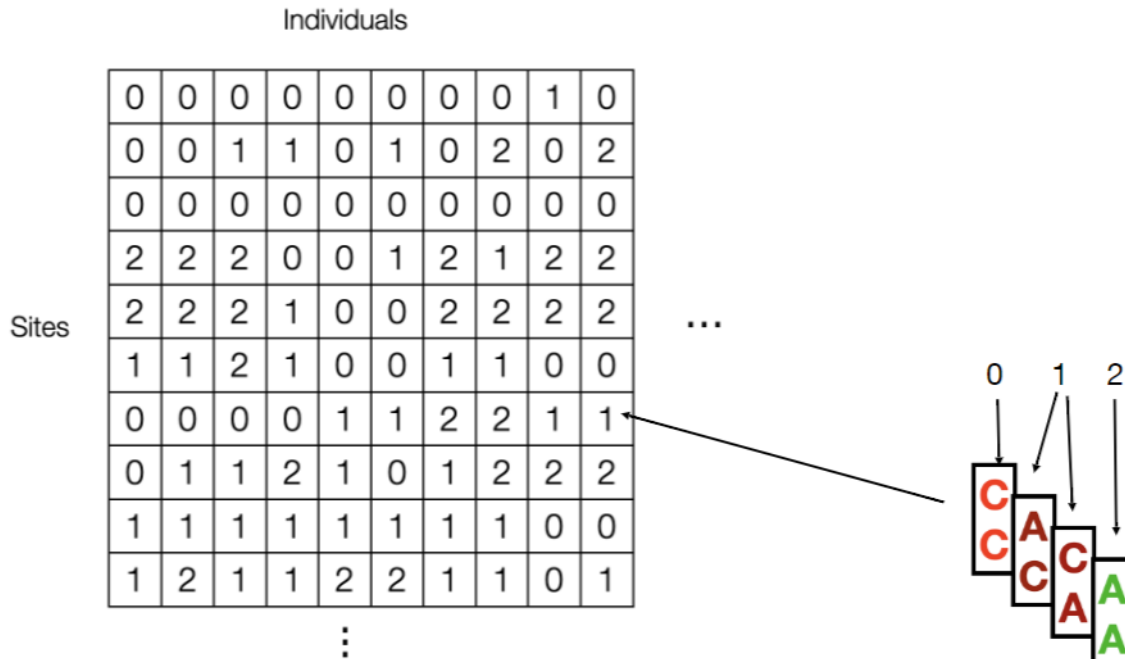 Individuals
0 0 0 0 0 0 0 0 1 0
0 0 1 1 0 1 0 2 0 2
0 0 0 0 0 0 0 0 0 0
2 2 2 0 0 1 2 1 2 2
2 2 2 1 0 0 2 2 2 2
Sites
...
1 1 2 1 0 0 1 1 0 0
0 1 2
0 0 0 0 1 1 2 2 1 1
0 1 1 2 1 0 1 2 2 2
1 1 1 1 1 1 1 1 0 0
1 2 1 1 2 2 1 1 0 1
C
C
A
C
C
A
A
A